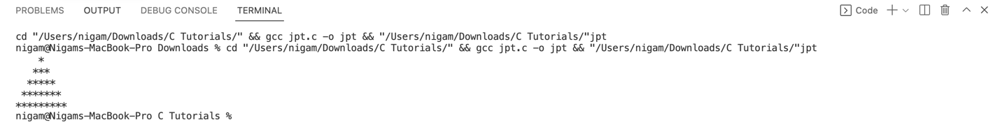 PROBLEMS OUTPUT DEBUG CONSOLE TERMINAL Code
cd "/Users/nigam/Downloads/C Tutorials/" && gcc jpt.c -o jpt && "/Users/nigam/Downloads/C Tutorials/"jpt
nigam@Nigams-MacBook-Pro Downloads % cd "/Users/nigam/Downloads/C Tutorials/" && gcc jpt.c -o jpt && "/Users/nigam/Downloads/C Tutorials/"jpt
    *
   ***
  *****
 *******
*********
nigam@Nigams-MacBook-Pro C Tutorials %